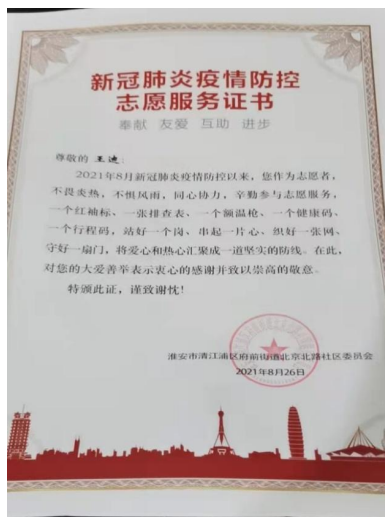 新冠肺炎疫情防控
志愿服务证书
奉献 友爱 互助 进步
尊敬的 王迪:
2021年8月新冠肺炎疫情防控以来，您作为志愿者，
不畏炎热，不惧风雨，同心协力，辛勤参与志愿服务，
一个红袖标、一张排查表、一个额温枪、一个健康码、
一个行程码，站好一个岗、串起一片心、织好一张网、
守好一扇门，将爱心和热心汇聚成一道坚实的防线。在此，
对您的大爱善举表示衷心的感谢并致以崇高的敬意。
特颁此证，谨致谢忱！
淮安市清江浦区府前街道北京北路社区委员会
2021年8月26日